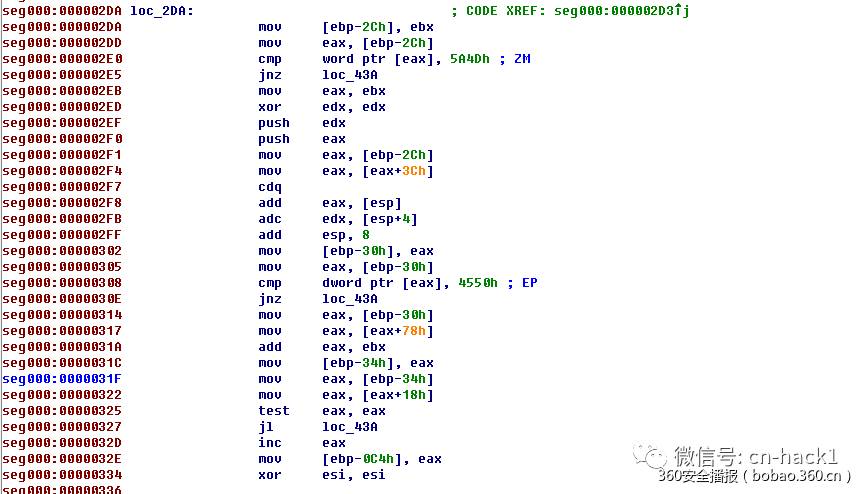 seg000:000002DA loc_2DA: ; CODE XREF: seg000:000002D3↑j
seg000:000002DA mov [ebp-2Ch], ebx
seg000:000002DD mov eax, [ebp-2Ch]
seg000:000002E0 cmp word ptr [eax], 5A4Dh ; ZM
seg000:000002E5 jnz loc_43A
seg000:000002EB mov eax, ebx
seg000:000002ED xor edx, edx
seg000:000002EF push edx
seg000:000002F0 push eax
seg000:000002F1 mov eax, [ebp-2Ch]
seg000:000002F4 mov eax, [eax+3Ch]
seg000:000002F7 cdq
seg000:000002F8 add eax, [esp]
seg000:000002FB adc edx, [esp+4]
seg000:000002FF add esp, 8
seg000:00000302 mov [ebp-30h], eax
seg000:00000305 mov eax, [ebp-30h]
seg000:00000308 cmp dword ptr [eax], 4550h ; EP
seg000:0000030E jnz loc_43A
seg000:00000314 mov eax, [ebp-30h]
seg000:00000317 mov eax, [eax+78h]
seg000:0000031A add eax, ebx
seg000:0000031C mov [ebp-34h], eax
seg000:0000031F mov eax, [ebp-34h]
seg000:00000322 mov eax, [eax+18h]
seg000:00000325 test eax, eax
seg000:00000327 jl loc_43A
seg000:0000032D inc eax
seg000:0000032E mov [ebp-0C4h], eax
seg000:00000334 xor esi, esi
seg000:00000336
微信号: cn-hack1
360安全播报（bobao.360.cn）